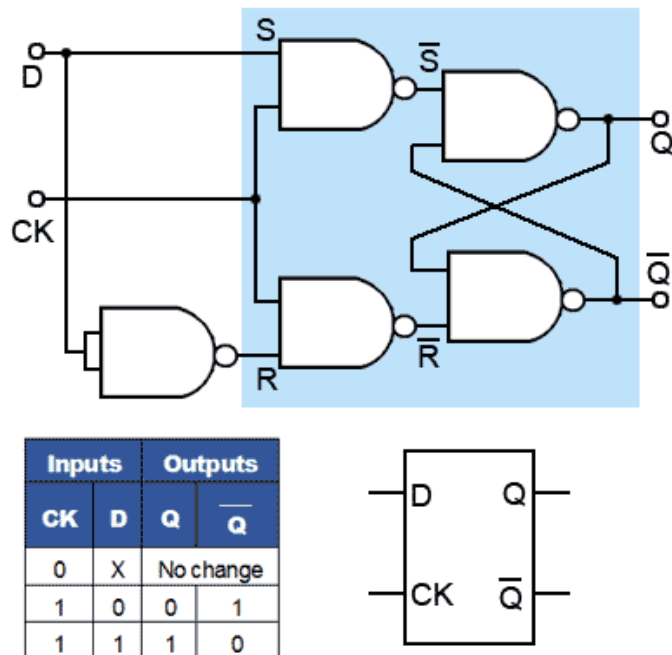 S
S̅
D
Q
CK
Q̅
R̅
R
Inputs Outputs
CK D Q Q̅
0 X No change
1 0 0 1
1 1 1 0
D Q
CK Q̅